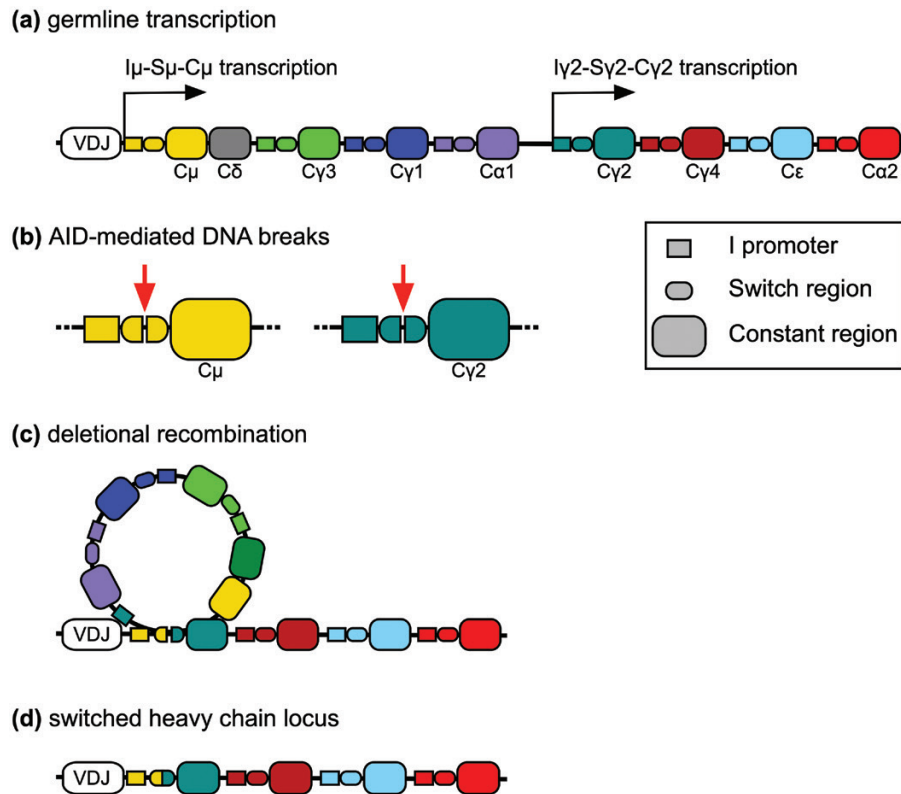 (a) germline transcription
Iμ-Sμ-Cμ transcription
Iγ2-Sγ2-Cγ2 transcription
VDJ
Cμ Cδ Cγ3 Cγ1 Cα1 Cγ2 Cγ4 Cε Cα2
(b) AID-mediated DNA breaks
Cμ
Cγ2
I promoter
Switch region
Constant region
(c) deletional recombination
VDJ
(d) switched heavy chain locus
VDJ